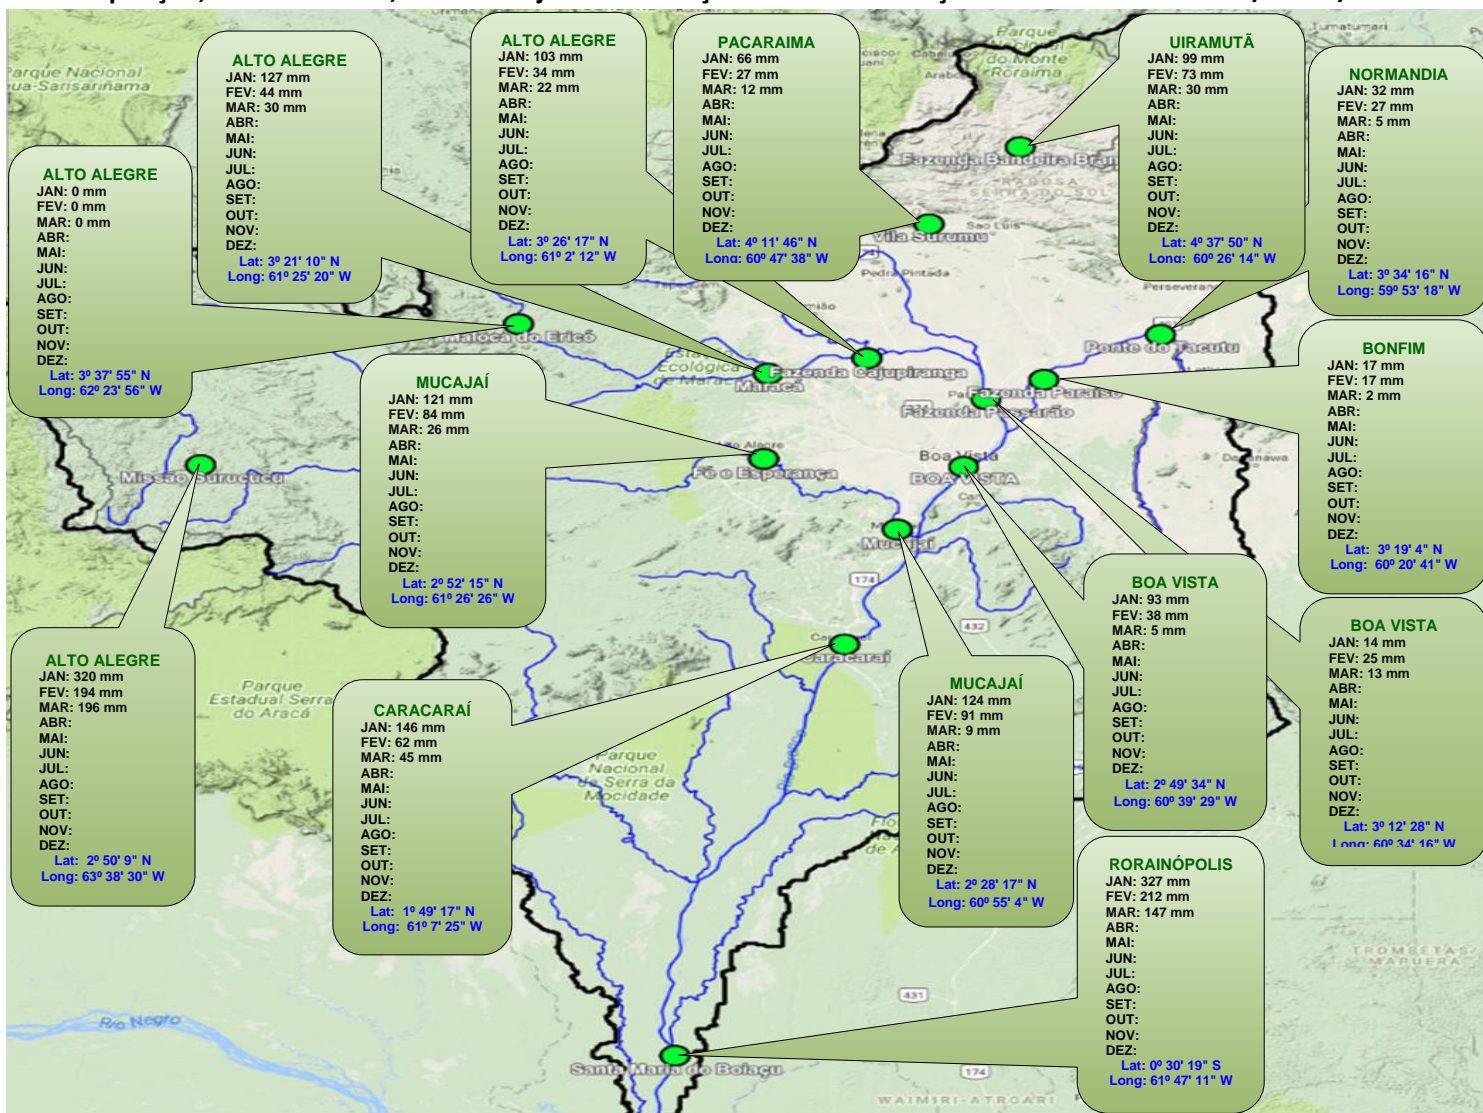 ALTO ALEGRE
JAN: 127 mm
FEV: 44 mm
MAR: 30 mm
ABR:
MAI:
JUN:
JUL:
AGO:
SET:
OUT:
NOV:
DEZ:
Lat: 3º 21' 10" N
Long: 61º 25' 20" W
ALTO ALEGRE
JAN: 103 mm
FEV: 34 mm
MAR: 22 mm
ABR:
MAI:
JUN:
JUL:
AGO:
SET:
OUT:
NOV:
DEZ:
Lat: 3º 26' 17" N
Long: 61º 2' 12" W
PACARAIMA
JAN: 66 mm
FEV: 27 mm
MAR: 12 mm
ABR:
MAI:
JUN:
JUL:
AGO:
SET:
OUT:
NOV:
DEZ:
Lat: 4º 11' 46" N
Long: 60º 47' 38" W
UIRAMUTÃ
JAN: 99 mm
FEV: 73 mm
MAR: 30 mm
ABR:
MAI:
JUN:
JUL:
AGO:
SET:
OUT:
NOV:
DEZ:
Lat: 4º 37' 50" N
Long: 60º 26' 14" W
NORMANDIA
JAN: 32 mm
FEV: 27 mm
MAR: 5 mm
ABR:
MAI:
JUN:
JUL:
AGO:
SET:
OUT:
NOV:
DEZ:
Lat: 3º 34' 16" N
Long: 59º 53' 18" W
ALTO ALEGRE
JAN: 0 mm
FEV: 0 mm
MAR: 0 mm
ABR:
MAI:
JUN:
JUL:
AGO:
SET:
OUT:
NOV:
DEZ:
Lat: 3º 37' 55" N
Long: 62º 23' 56" W
MUCAJAÍ
JAN: 121 mm
FEV: 84 mm
MAR: 26 mm
ABR:
MAI:
JUN:
JUL:
AGO:
SET:
OUT:
NOV:
DEZ:
Lat: 2º 52' 15" N
Long: 61º 26' 26" W
BONFIM
JAN: 17 mm
FEV: 17 mm
MAR: 2 mm
ABR:
MAI:
JUN:
JUL:
AGO:
SET:
OUT:
NOV:
DEZ:
Lat: 3º 19' 4" N
Long: 60º 20' 41" W
ALTO ALEGRE
JAN: 320 mm
FEV: 194 mm
MAR: 196 mm
ABR:
MAI:
JUN:
JUL:
AGO:
SET:
OUT:
NOV:
DEZ:
Lat: 2º 50' 9" N
Long: 63º 38' 30" W
CARACARAÍ
JAN: 146 mm
FEV: 62 mm
MAR: 45 mm
ABR:
MAI:
JUN:
JUL:
AGO:
SET:
OUT:
NOV:
DEZ:
Lat: 1º 49' 17" N
Long: 61º 7' 25" W
MUCAJAÍ
JAN: 124 mm
FEV: 91 mm
MAR: 9 mm
ABR:
MAI:
JUN:
JUL:
AGO:
SET:
OUT:
NOV:
DEZ:
Lat: 2º 28' 17" N
Long: 60º 55' 4" W
BOA VISTA
JAN: 93 mm
FEV: 38 mm
MAR: 5 mm
ABR:
MAI:
JUN:
JUL:
AGO:
SET:
OUT:
NOV:
DEZ:
Lat: 2º 49' 34" N
Long: 60º 39' 29" W
BOA VISTA
JAN: 14 mm
FEV: 25 mm
MAR: 13 mm
ABR:
MAI:
JUN:
JUL:
AGO:
SET:
OUT:
NOV:
DEZ:
Lat: 3º 12' 28" N
Long: 60º 34' 16" W
RORAINÓPOLIS
JAN: 327 mm
FEV: 212 mm
MAR: 147 mm
ABR:
MAI:
JUN:
JUL:
AGO:
SET:
OUT:
NOV:
DEZ:
Lat: 0º 30' 19" S
Long: 61º 47' 11" W
Parque Nacional
Monte
Roraima
Fazenda Bandeira
RAPOSA
SERRA DO SOL
Vila Surumu
Pedra Pintada
Maloca do Ericó
Ponte do Tacutu
Estação
Ecológica
de Maracá
Maracá
Fazenda Cajupiranga
Fazenda Paraíso
Fazenda Passarão
Missão Surucucu
Fé e Esperança
Boa Vista
BOA VISTA
Mucajaí
174
432
Caracaraí
Parque
Estadual Serra
do Aracá
Parque
Nacional
da Serra da
Mocidade
Rio Branco
Rio Negro
431
174
Santa Maria do Boiaçu
WAIMIRI-ATROARI
TROMBETAS
MAPUERA